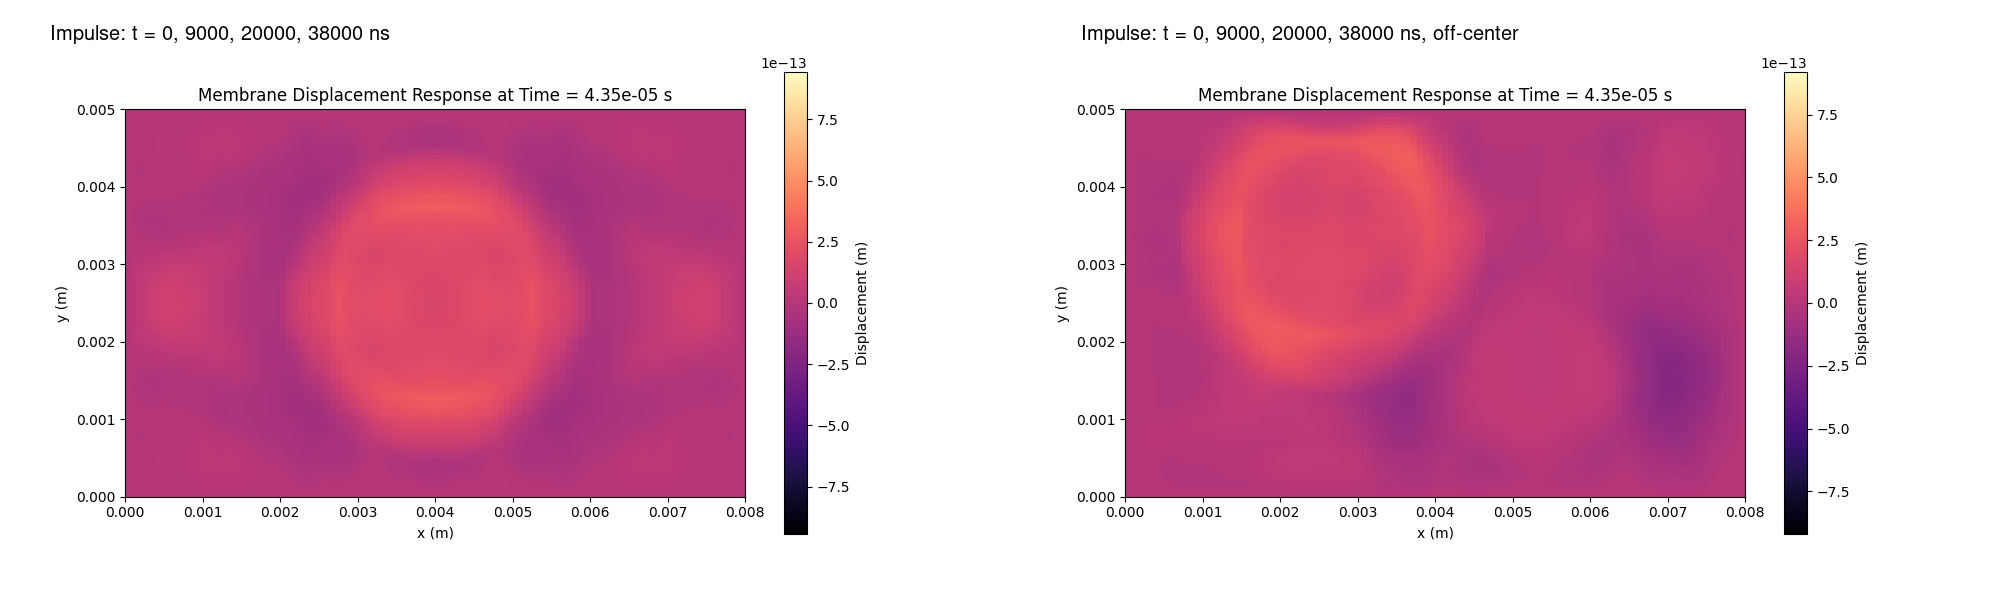 Impulse: t = 0, 9000, 20000, 38000 ns
1e−13
Membrane Displacement Response at Time = 4.35e-05 s
0.005
0.004
0.003
0.002
0.001
0.000
y (m)
0.000 0.001 0.002 0.003 0.004 0.005 0.006 0.007 0.008
x (m)
7.5
5.0
2.5
0.0
−2.5
−5.0
−7.5
Displacement (m)
Impulse: t = 0, 9000, 20000, 38000 ns, off-center
1e−13
Membrane Displacement Response at Time = 4.35e-05 s
0.005
0.004
0.003
0.002
0.001
0.000
y (m)
0.000 0.001 0.002 0.003 0.004 0.005 0.006 0.007 0.008
x (m)
7.5
5.0
2.5
0.0
−2.5
−5.0
−7.5
Displacement (m)